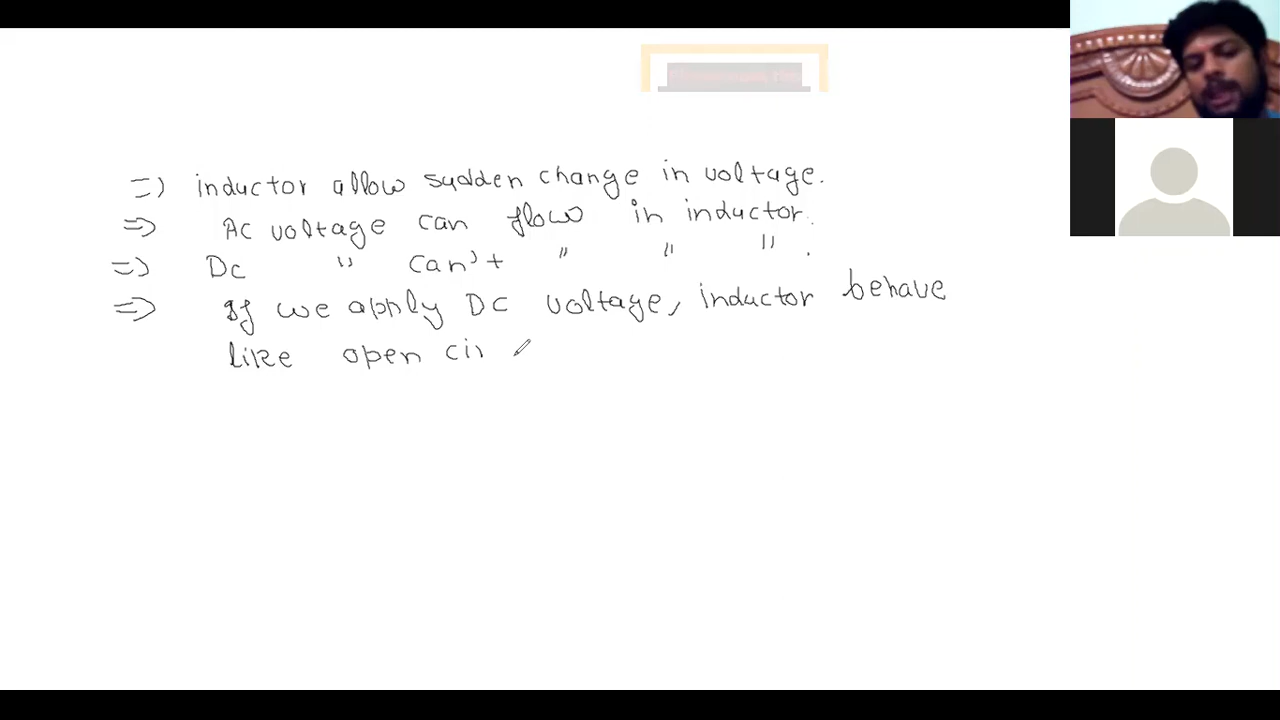 => inductor allow sudden change in voltage.
=> Ac voltage can flow in inductor.
=> Dc " can't " " ".
=> If we apply DC voltage, inductor behave
like open cir